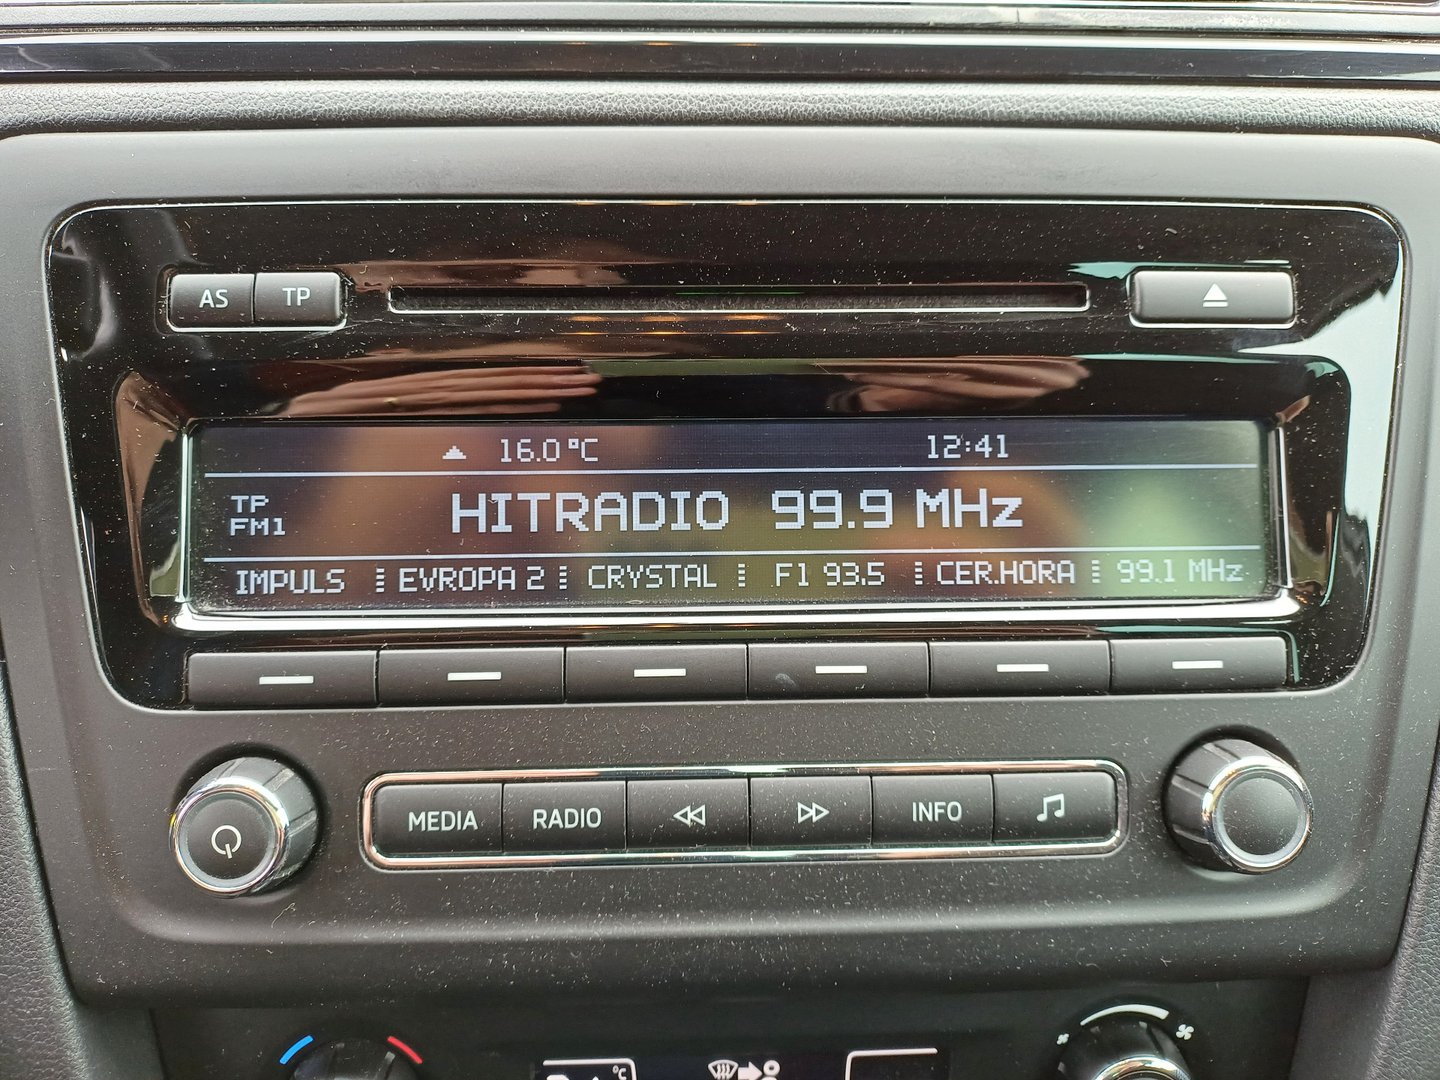 AS TP
16.0 °C 12:41
TP
FM1
HITRADIO 99.9 MHz
IMPULS EVROPA 2 CRYSTAL F1 93.5 CER.HORA 99.1 MHz
MEDIA RADIO INFO
°C